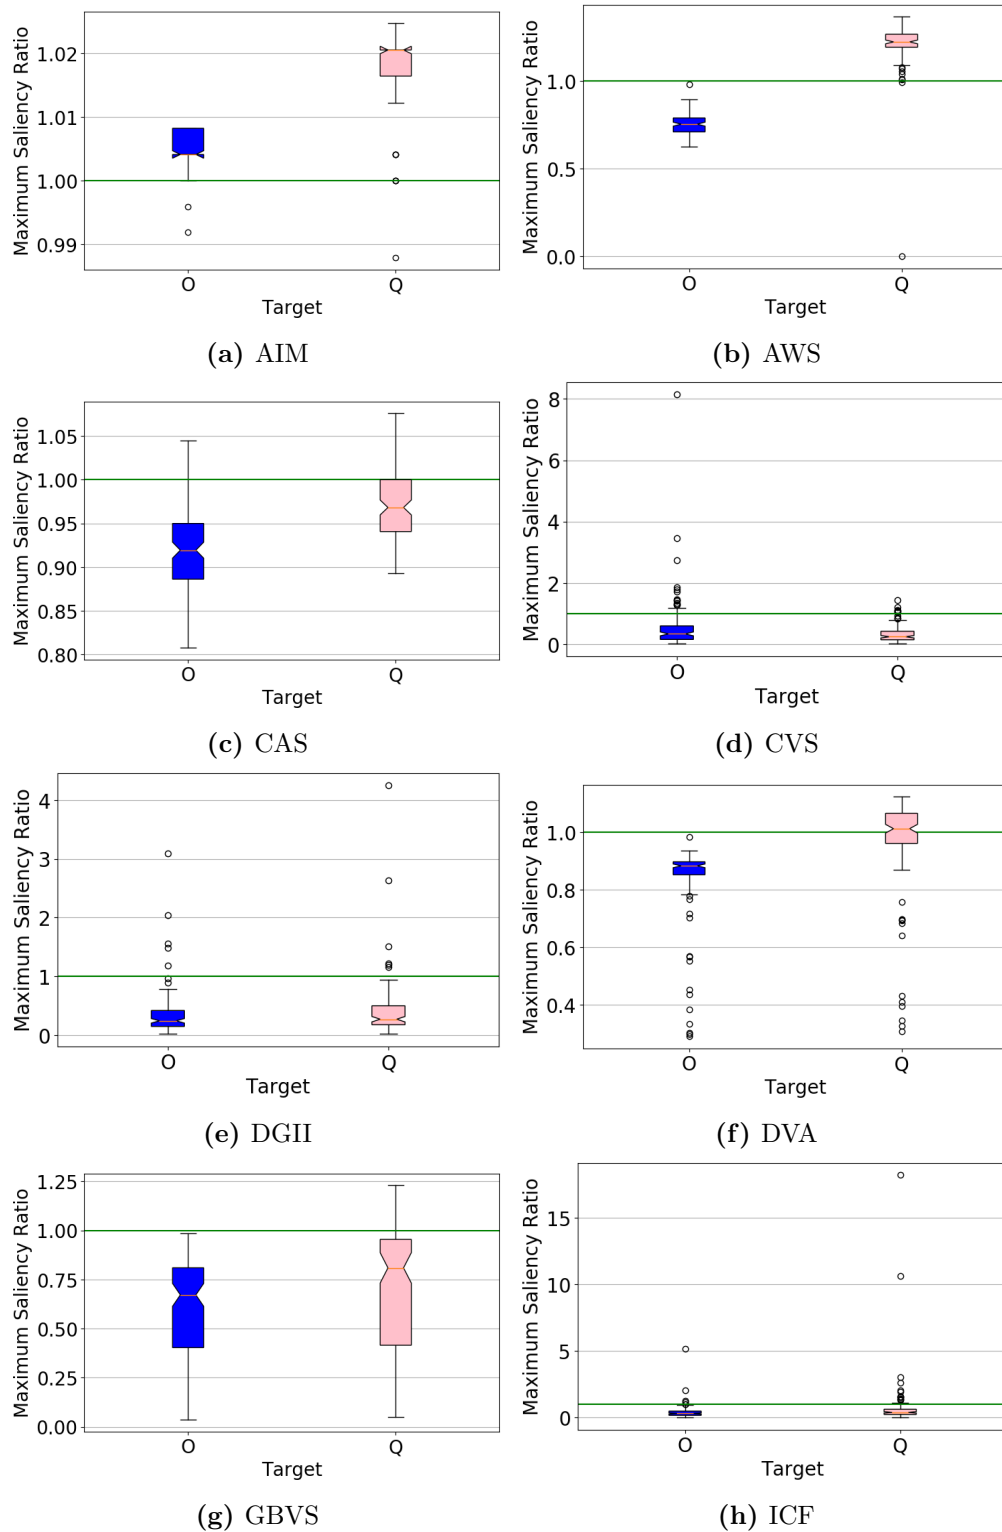 Maximum Saliency Ratio
1.02
1.01
1.00
0.99
O
Q
Target
(a) AIM
Maximum Saliency Ratio
1.0
0.5
0.0
O
Q
Target
(b) AWS
Maximum Saliency Ratio
1.05
1.00
0.95
0.90
0.85
0.80
O
Q
Target
(c) CAS
Maximum Saliency Ratio
8
6
4
2
0
O
Q
Target
(d) CVS
Maximum Saliency Ratio
4
3
2
1
0
O
Q
Target
(e) DGII
Maximum Saliency Ratio
1.0
0.8
0.6
0.4
O
Q
Target
(f) DVA
Maximum Saliency Ratio
1.25
1.00
0.75
0.50
0.25
0.00
O
Q
Target
(g) GBVS
Maximum Saliency Ratio
15
10
5
0
O
Q
Target
(h) ICF